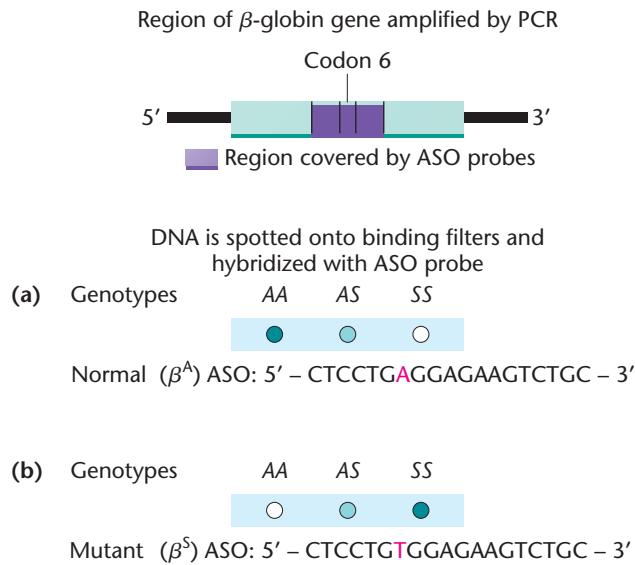 Region of β-globin gene amplified by PCR
Codon 6
5′ 3′
Region covered by ASO probes
DNA is spotted onto binding filters and
hybridized with ASO probe
(a) Genotypes AA AS SS
Normal (βᴬ) ASO: 5′ – CTCCTGAGGAGAAGTCTGC – 3′
(b) Genotypes AA AS SS
Mutant (βˢ) ASO: 5′ – CTCCTGTGGAGAAGTCTGC – 3′